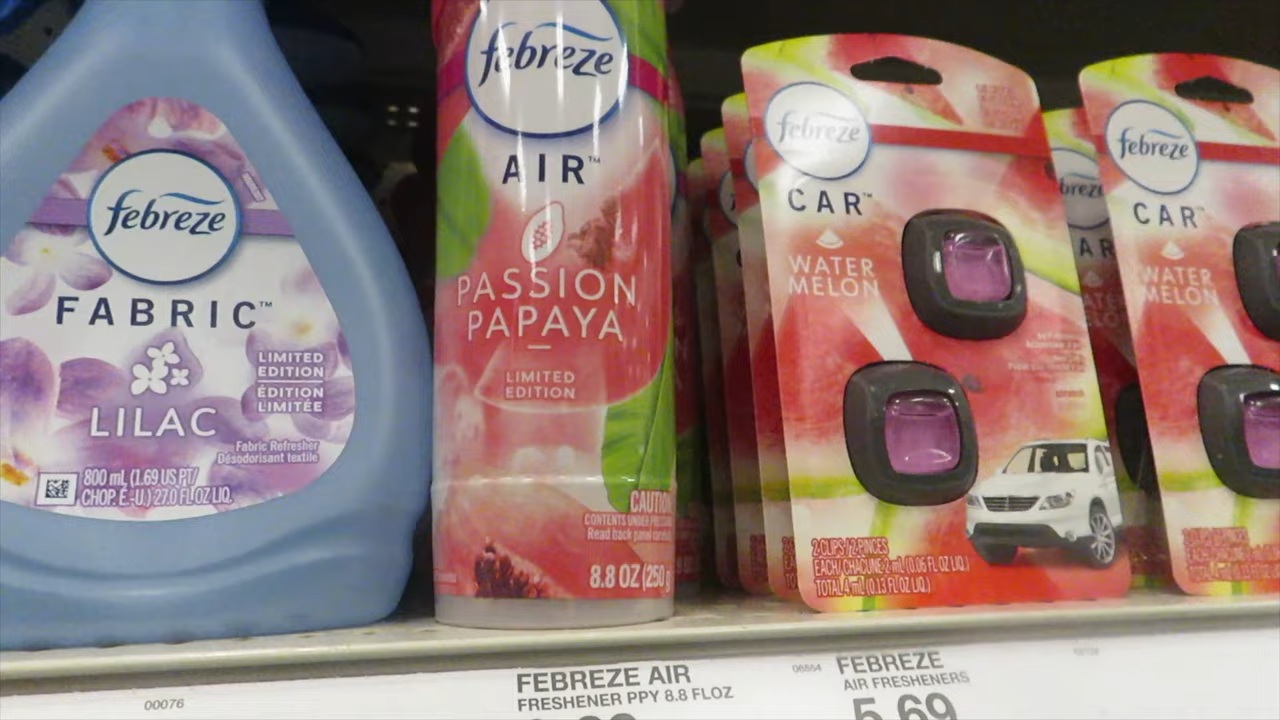 febreze
FABRIC™
LILAC
LIMITED
EDITION
ÉDITION
LIMITÉE
Fabric Refresher
Désodorisant textile
800 mL (1.69 US PT/
CHOP. É.-U.) 27.0 FL OZ LIQ.
febreze
AIR™
PASSION
PAPAYA
LIMITED
EDITION
CAUTION
CONTENTS UNDER
Read back panel
8.8 OZ (250g
febreze
CAR™
WATER
MELON
2 CLIPS / 2 PINCES
EACH/CHACUNE 2 mL (0.06 FL OZ LIQ.)
TOTAL 4 mL (0.13 FL OZ LIQ.)
breze
AR
febreze
CAR™
WATER
MELON
00076
FEBREZE AIR
FRESHENER PPY 8.8 FLOZ
06554
FEBREZE
AIR FRESHENERS
5.69